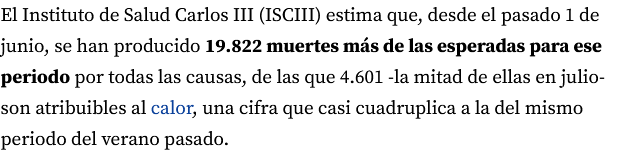 El Instituto de Salud Carlos III (ISCIII) estima que, desde el pasado 1 de
junio, se han producido 19.822 muertes más de las esperadas para ese
periodo por todas las causas, de las que 4.601 -la mitad de ellas en julio-
son atribuibles al calor, una cifra que casi cuadruplica a la del mismo
periodo del verano pasado.